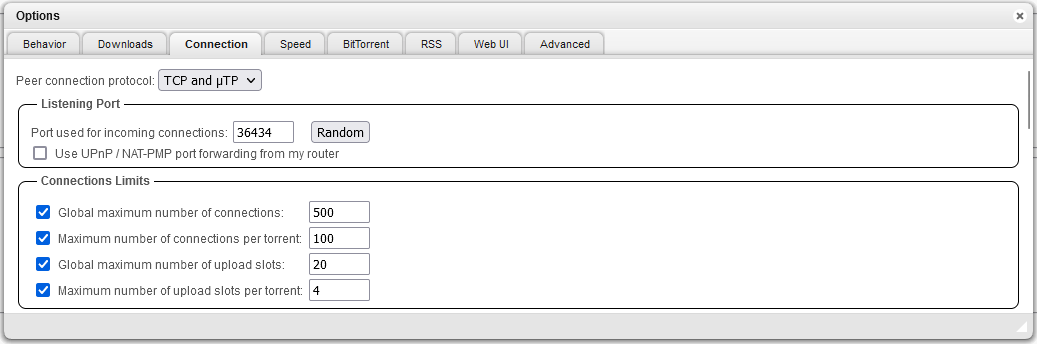 Options
Behavior Downloads Connection Speed BitTorrent RSS Web UI Advanced
Peer connection protocol: TCP and μTP
Listening Port
Port used for incoming connections: 36434 Random
Use UPnP / NAT-PMP port forwarding from my router
Connections Limits
Global maximum number of connections: 500
Maximum number of connections per torrent: 100
Global maximum number of upload slots: 20
Maximum number of upload slots per torrent: 4